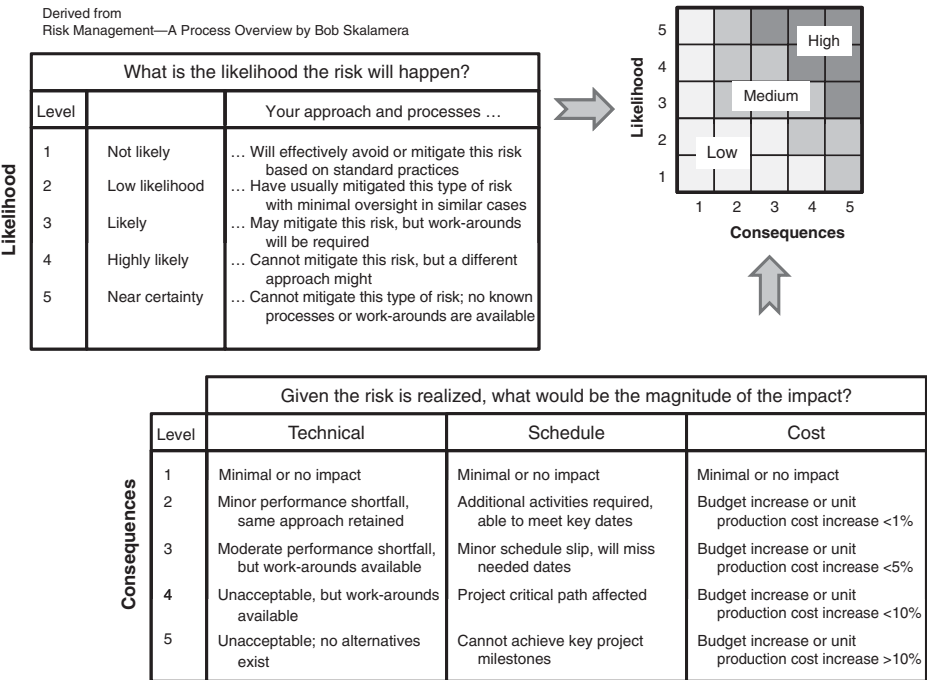 Derived from
Risk Management—A Process Overview by Bob Skalamera
What is the likelihood the risk will happen?
Level
Your approach and processes …
Likelihood
1 Not likely … Will effectively avoid or mitigate this risk
based on standard practices
2 Low likelihood … Have usually mitigated this type of risk
with minimal oversight in similar cases
3 Likely … May mitigate this risk, but work-arounds
will be required
4 Highly likely … Cannot mitigate this risk, but a different
approach might
5 Near certainty … Cannot mitigate this type of risk; no known
processes or work-arounds are available
Likelihood
5
4
3
2
1
High
Medium
Low
1 2 3 4 5
Consequences
Given the risk is realized, what would be the magnitude of the impact?
Level Technical Schedule Cost
Consequences
1 Minimal or no impact Minimal or no impact Minimal or no impact
2 Minor performance shortfall, Additional activities required, Budget increase or unit
same approach retained able to meet key dates production cost increase <1%
3 Moderate performance shortfall, Minor schedule slip, will miss Budget increase or unit
but work-arounds available needed dates production cost increase <5%
4 Unacceptable, but work-arounds Project critical path affected Budget increase or unit
available production cost increase <10%
5 Unacceptable; no alternatives Cannot achieve key project Budget increase or unit
exist milestones production cost increase >10%